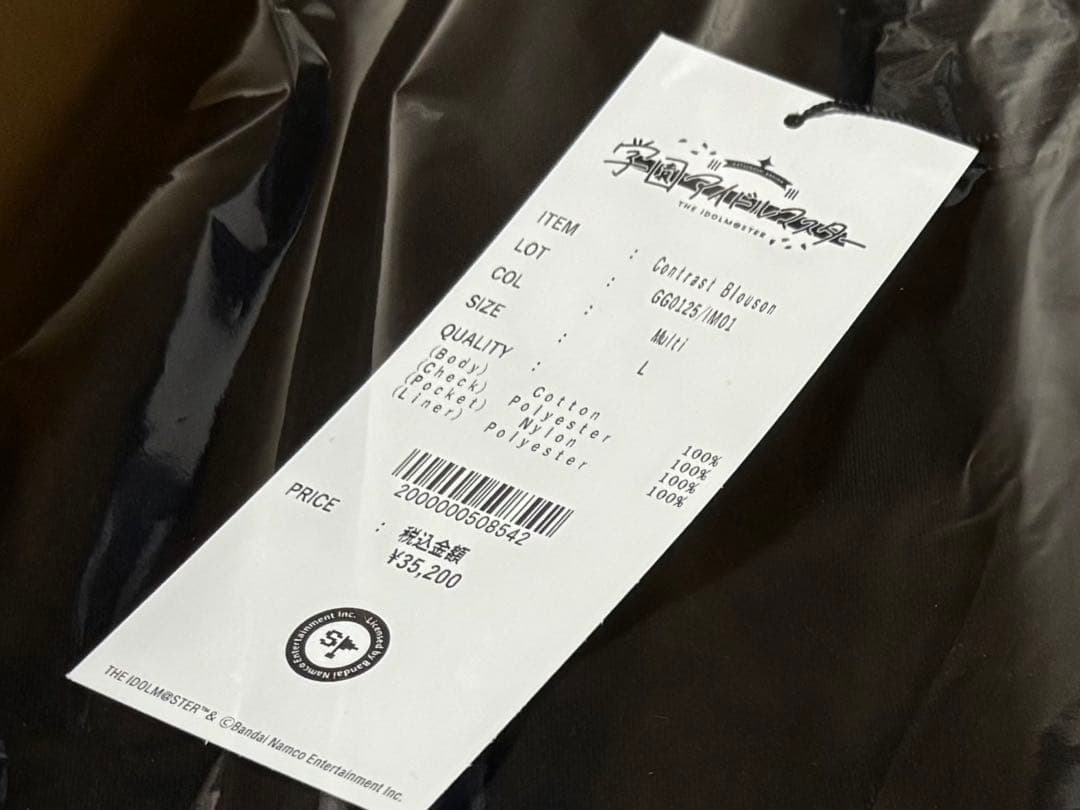 学園アイドルマスター
THE IDOLM@STER
ITEM : Contrast Blouson
LOT : GG0125/IM01
COL : Multi
SIZE : L
QUALITY :
(Body) Cotton 100%
(Check) Polyester 100%
(Pocket) Nylon 100%
(Liner) Polyester 100%
2000000508542
PRICE : 税込金額
¥35,200
Licensed by Bandai Namco Entertainment Inc.
THE IDOLM@STER™& ©Bandai Namco Entertainment Inc.